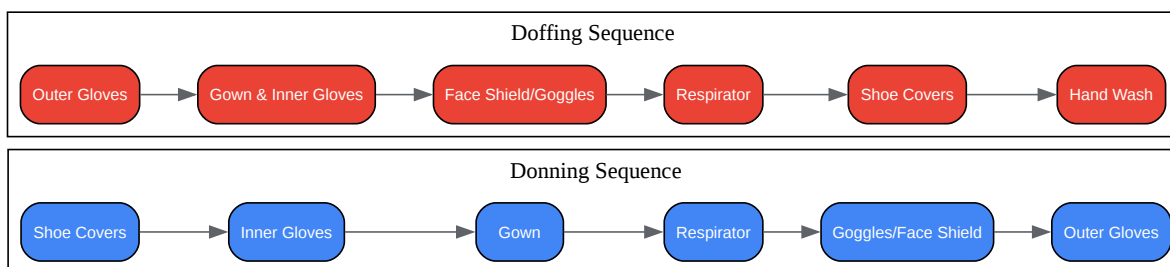 Doffing Sequence
Outer Gloves
Gown & Inner Gloves
Face Shield/Goggles
Respirator
Shoe Covers
Hand Wash
Donning Sequence
Shoe Covers
Inner Gloves
Gown
Respirator
Goggles/Face Shield
Outer Gloves